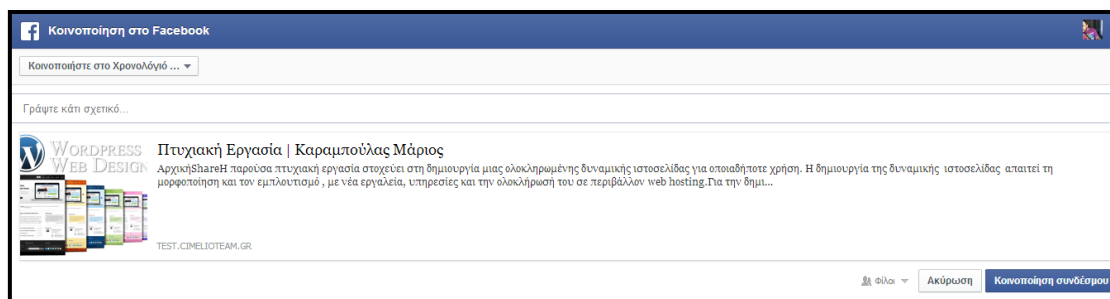 Κοινοποίηση στο Facebook
Κοινοποιήστε στο Χρονολόγιό ...
Γράψτε κάτι σχετικό...
WORDPRESS
WEB DESIGN
Πτυχιακή Εργασία | Καραμπούλας Μάριος
ΑρχικήShareΗ παρούσα πτυχιακή εργασία στοχεύει στη δημιουργία μιας ολοκληρωμένης δυναμικής ιστοσελίδας για οποιαδήποτε χρήση. Η δημιουργία της δυναμικής ιστοσελίδας απαιτεί τη
μορφοποίηση και τον εμπλουτισμό , με νέα εργαλεία, υπηρεσίες και την ολοκλήρωσή του σε περιβάλλον web hosting.Για την δημι...
TEST.CIMELIOTEAM.GR
Φίλοι
Ακύρωση
Κοινοποίηση συνδέσμου